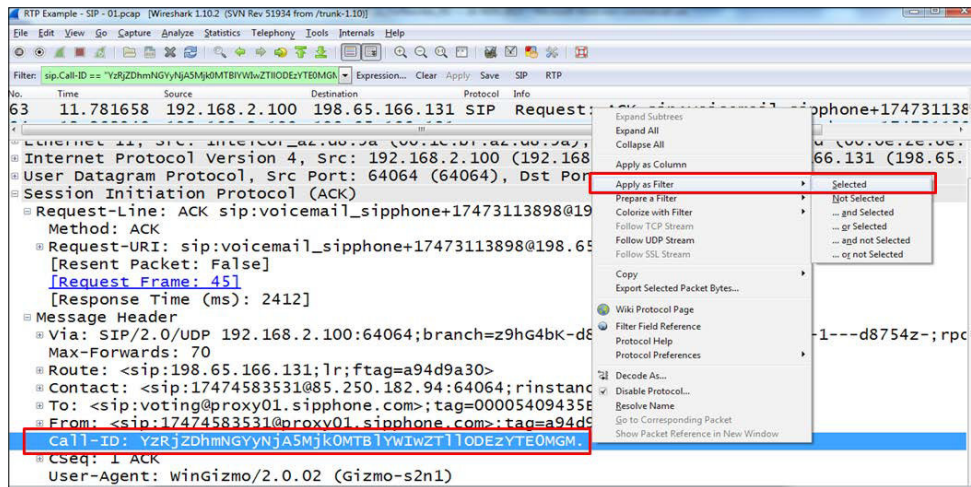 RTP Example - SIP - 01.pcap [Wireshark 1.10.2 (SVN Rev 51934 from /trunk-1.10)]
File Edit View Go Capture Analyze Statistics Telephony Tools Internals Help
Filter: sip.Call-ID == Expression... Clear Apply Save SIP RTP
No. Time Source Destination Protocol Info
63 11.781658 192.168.2.100 198.65.166.131 SIP Request:
Internet Protocol Version 4, Src: 192.168.2.100 (192.168
66.131 (198.65.
User Datagram Protocol, Src Port: 64064 (64064), Dst Por
Session Initiation Protocol (ACK)
Request-Line: ACK sip:voicemail_sipphone+17473113898@19
Method: ACK
Request-URI: sip:voicemail_sipphone+17473113898@198.65
[Resent Packet: False]
[Request Frame: 45]
[Response Time (ms): 2412]
Message Header
Via: SIP/2.0/UDP 192.168.2.100:64064;branch=z9hG4bK-d8
-1---d8754z-;rpo
Max-Forwards: 70
Route: <sip:198.65.166.131;lr;ftag=a94d9a30>
Contact: <sip:17474583531@85.250.182.94:64064;rinstanc
To: <sip:voting@proxy01.sipphone.com>;tag=00005409435E
From: <sip:17474583531@proxy01.sipphone.com>;tag=a94d9
Call-ID: YzRjZDhmNGYyNjA5Mjk0MTBlYWIwZTllODEzYTE0MGM.
CSeq: 1 ACK
User-Agent: WinGizmo/2.0.02 (Gizmo-s2n1)
Expand Subtrees
Expand All
Collapse All
Apply as Column
Apply as Filter
Prepare a Filter
Colorize with Filter
Follow TCP Stream
Follow UDP Stream
Follow SSL Stream
Copy
Export Selected Packet Bytes...
Wiki Protocol Page
Filter Field Reference
Protocol Help
Protocol Preferences
Decode As...
Disable Protocol...
Resolve Name
Go to Corresponding Packet
Show Packet Reference in New Window
Selected
Not Selected
... and Selected
... or Selected
... and not Selected
... or not Selected